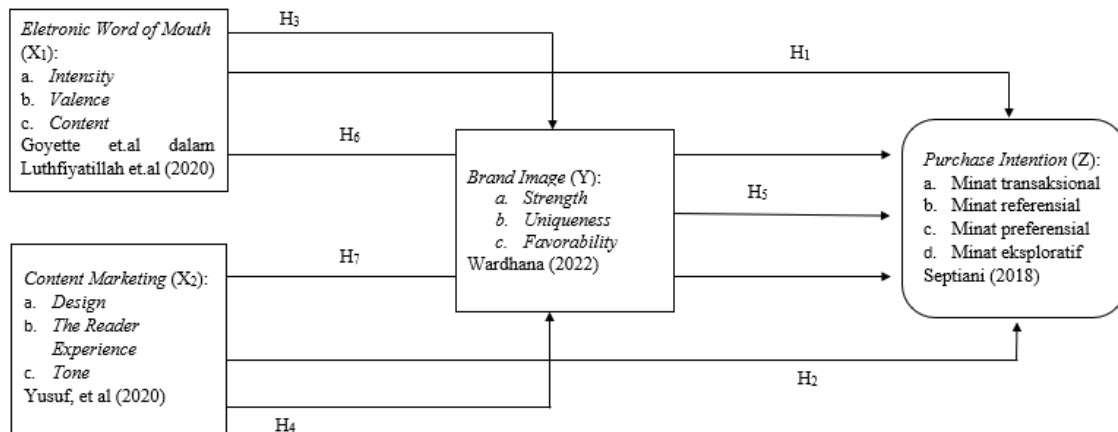 Eletronic Word of Mouth
(X₁):
a. Intensity
b. Valence
c. Content
Goyette et.al dalam
Luthfiyatillah et.al (2020)
H₃
H₁
H₆
Brand Image (Y):
a. Strength
b. Uniqueness
c. Favorability
Wardhana (2022)
H₅
Purchase Intention (Z):
a. Minat transaksional
b. Minat referensial
c. Minat preferensial
d. Minat eksploratif
Septiani (2018)
Content Marketing (X₂):
a. Design
b. The Reader
Experience
c. Tone
Yusuf, et al (2020)
H₇
H₂
H₄